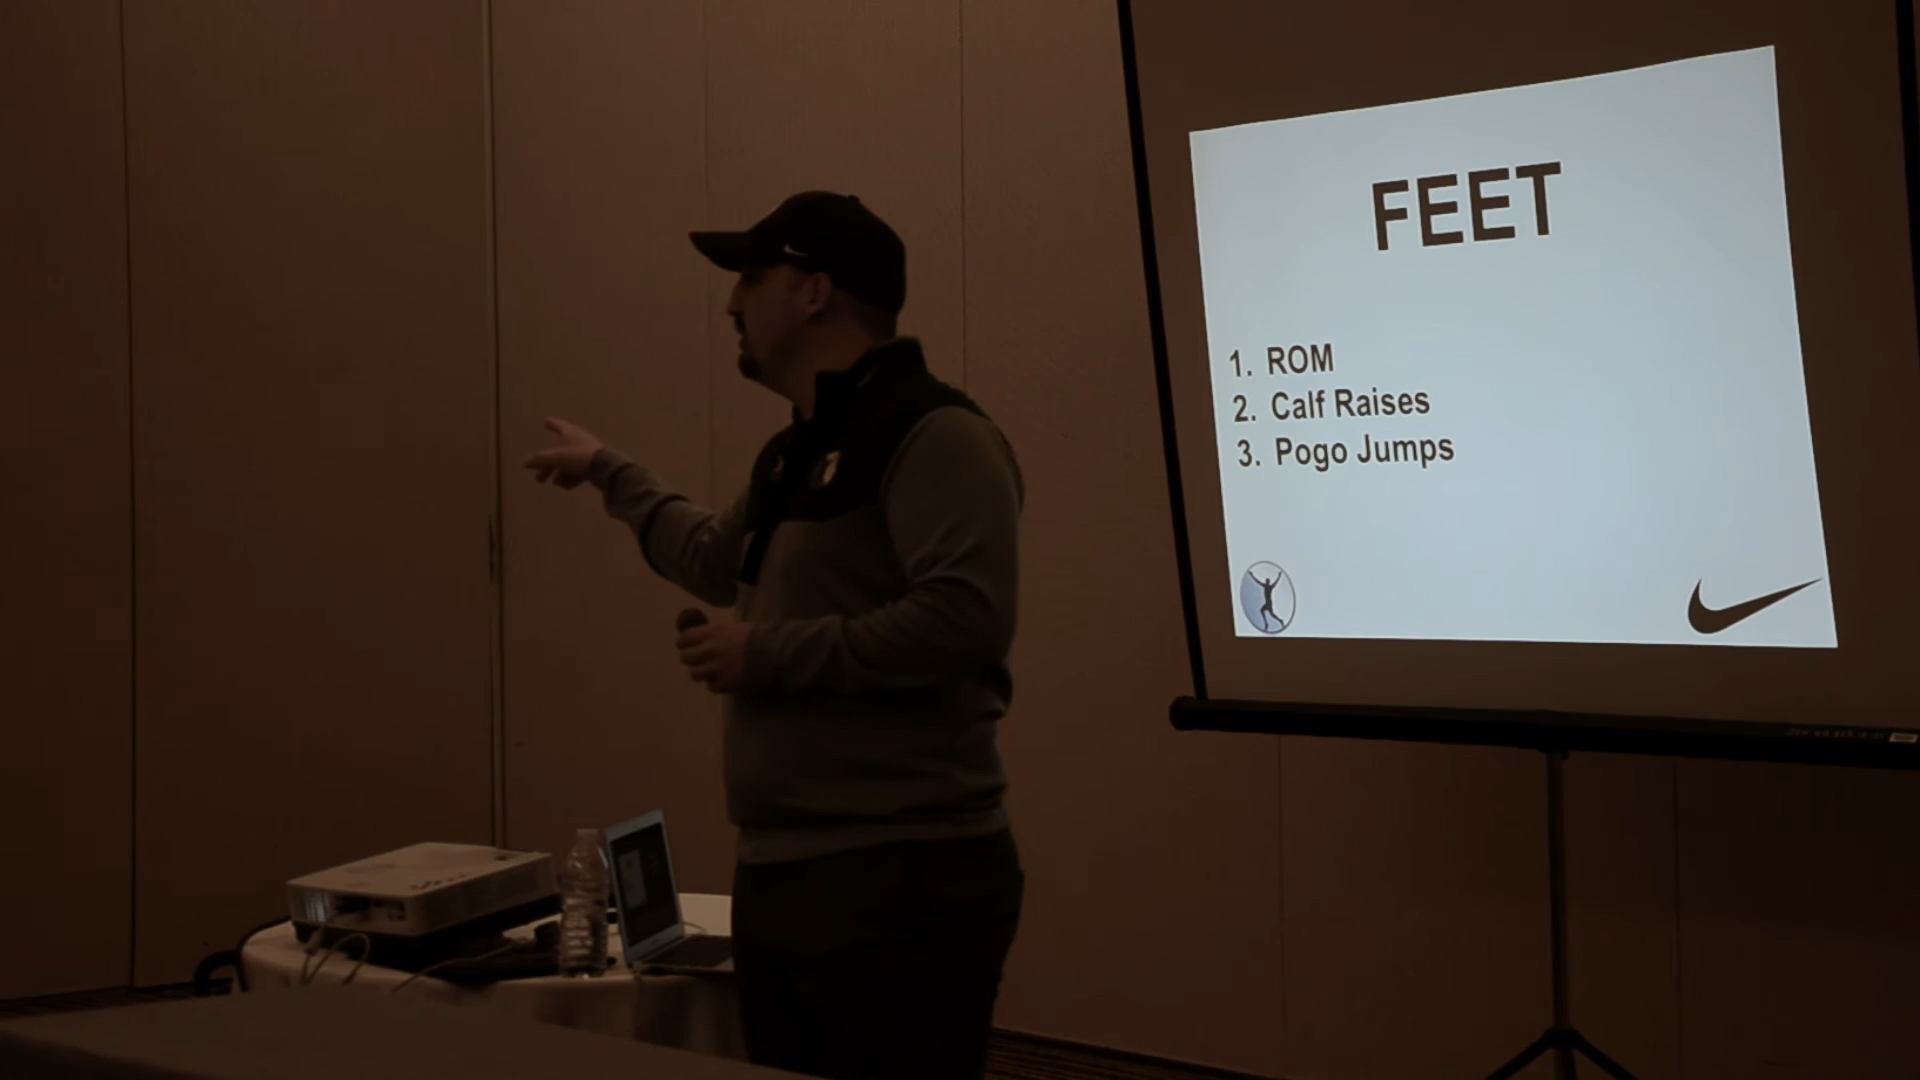 FEET
1. ROM
2. Calf Raises
3. Pogo Jumps